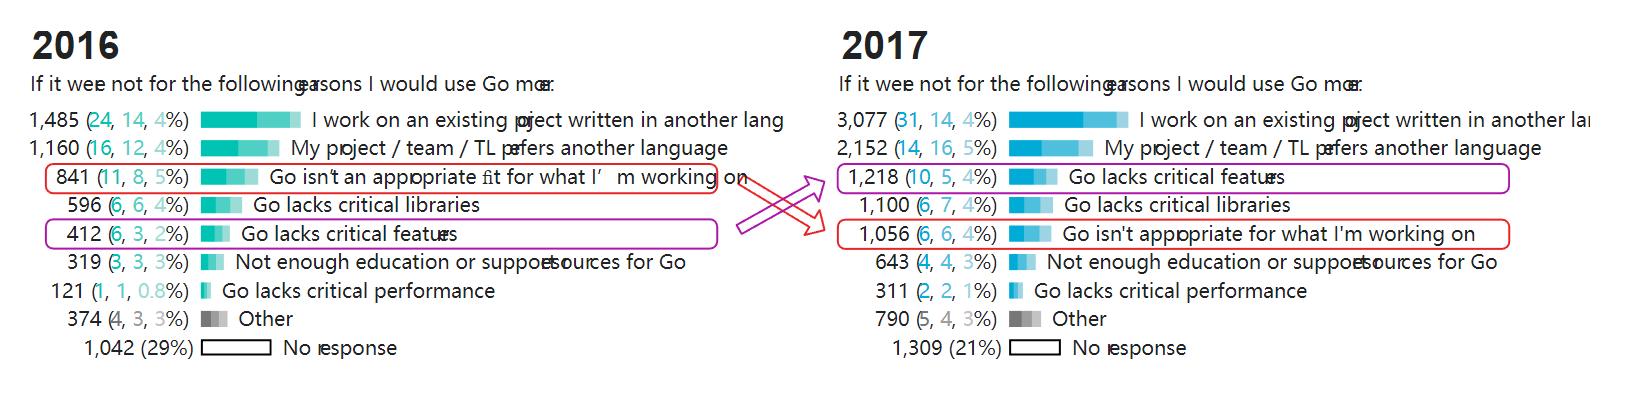 2016
If it were not for the following reasons I would use Go more:
1,485 (24, 14, 4%) I work on an existing project written in another lang
1,160 (16, 12, 4%) My project / team / TL prefers another language
841 (11, 8, 5%) Go isn't an appropriate fit for what I’m working on
596 (6, 6, 4%) Go lacks critical libraries
412 (6, 3, 2%) Go lacks critical features
319 (3, 3, 3%) Not enough education or support resources for Go
121 (1, 1, 0.8%) Go lacks critical performance
374 (4, 3, 3%) Other
1,042 (29%) No response
2017
If it were not for the following reasons I would use Go more:
3,077 (31, 14, 4%) I work on an existing project written in another lan
2,152 (14, 16, 5%) My project / team / TL prefers another language
1,218 (10, 5, 4%) Go lacks critical features
1,100 (6, 7, 4%) Go lacks critical libraries
1,056 (6, 6, 4%) Go isn't appropriate for what I'm working on
643 (4, 4, 3%) Not enough education or support resources for Go
311 (2, 2, 1%) Go lacks critical performance
790 (5, 4, 3%) Other
1,309 (21%) No response